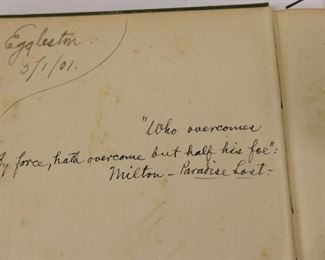 Eggleston.
5/1/01.
"Who overcomes
By force, hath overcome but half his foe":
Milton - Paradise Lost -